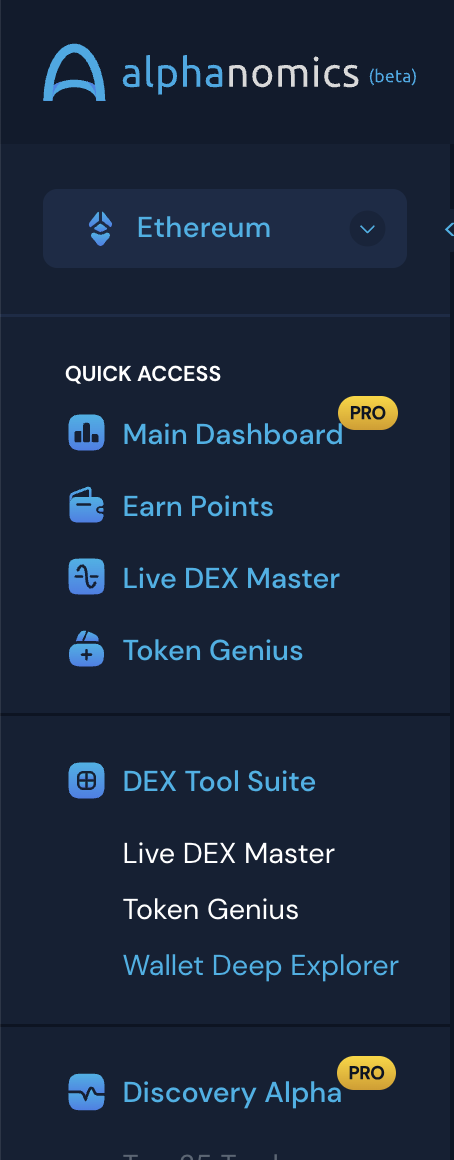 alphanomics (beta)
Ethereum
QUICK ACCESS
Main Dashboard PRO
Earn Points
Live DEX Master
Token Genius
DEX Tool Suite
Live DEX Master
Token Genius
Wallet Deep Explorer
Discovery Alpha PRO